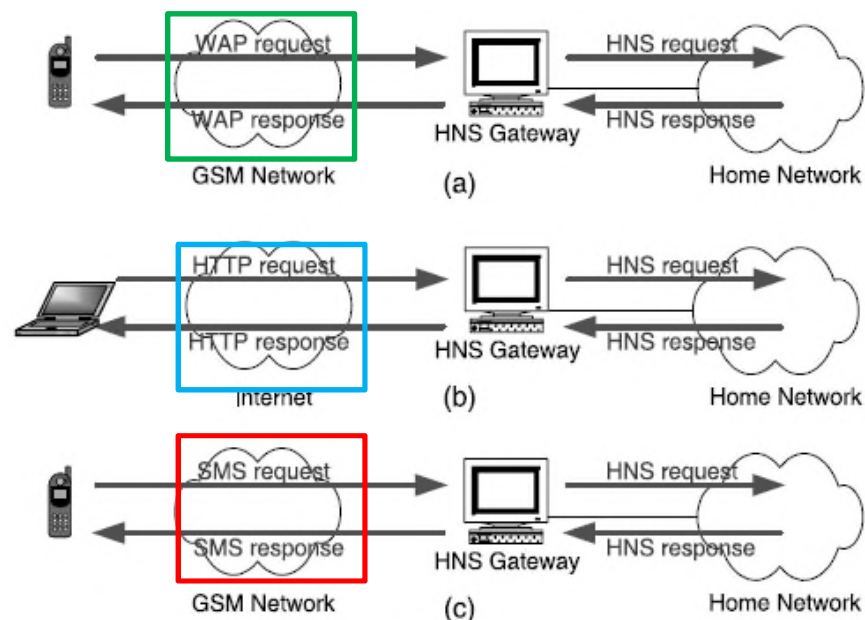 WAP request
HNS request
WAP response
HNS response
HNS Gateway
GSM Network
Home Network
(a)
HTTP request
HNS request
HTTP response
HNS response
HNS Gateway
Internet
Home Network
(b)
SMS request
HNS request
SMS response
HNS response
HNS Gateway
GSM Network
Home Network
(c)